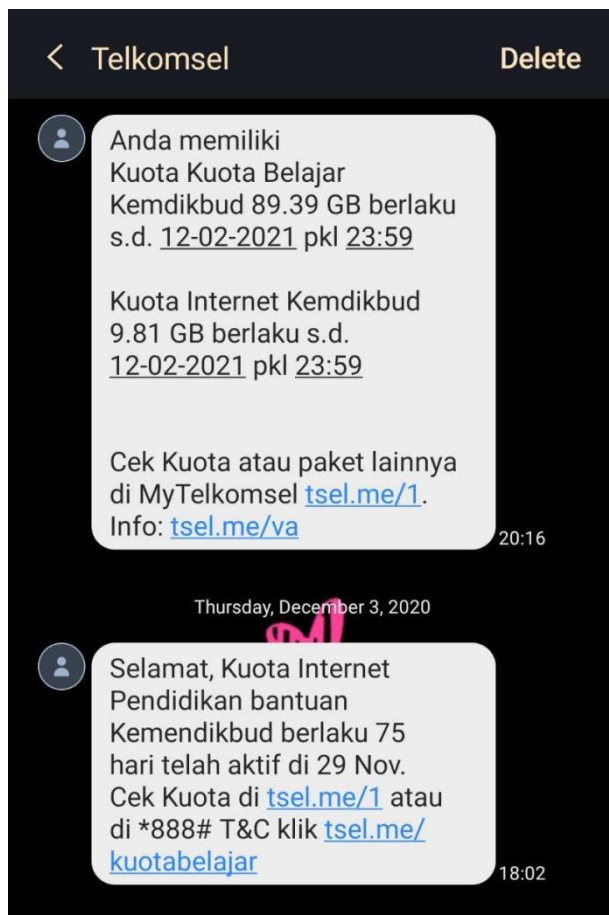 Telkomsel
Delete
Anda memiliki
Kuota Kuota Belajar
Kemdikbud 89.39 GB berlaku
s.d. 12-02-2021 pkl 23:59
Kuota Internet Kemdikbud
9.81 GB berlaku s.d.
12-02-2021 pkl 23:59
Cek Kuota atau paket lainnya
di MyTelkomsel tsel.me/1.
Info: tsel.me/va
20:16
Thursday, December 3, 2020
Selamat, Kuota Internet
Pendidikan bantuan
Kemendikbud berlaku 75
hari telah aktif di 29 Nov.
Cek Kuota di tsel.me/1 atau
di *888# T&C klik tsel.me/
kuotabelajar
18:02